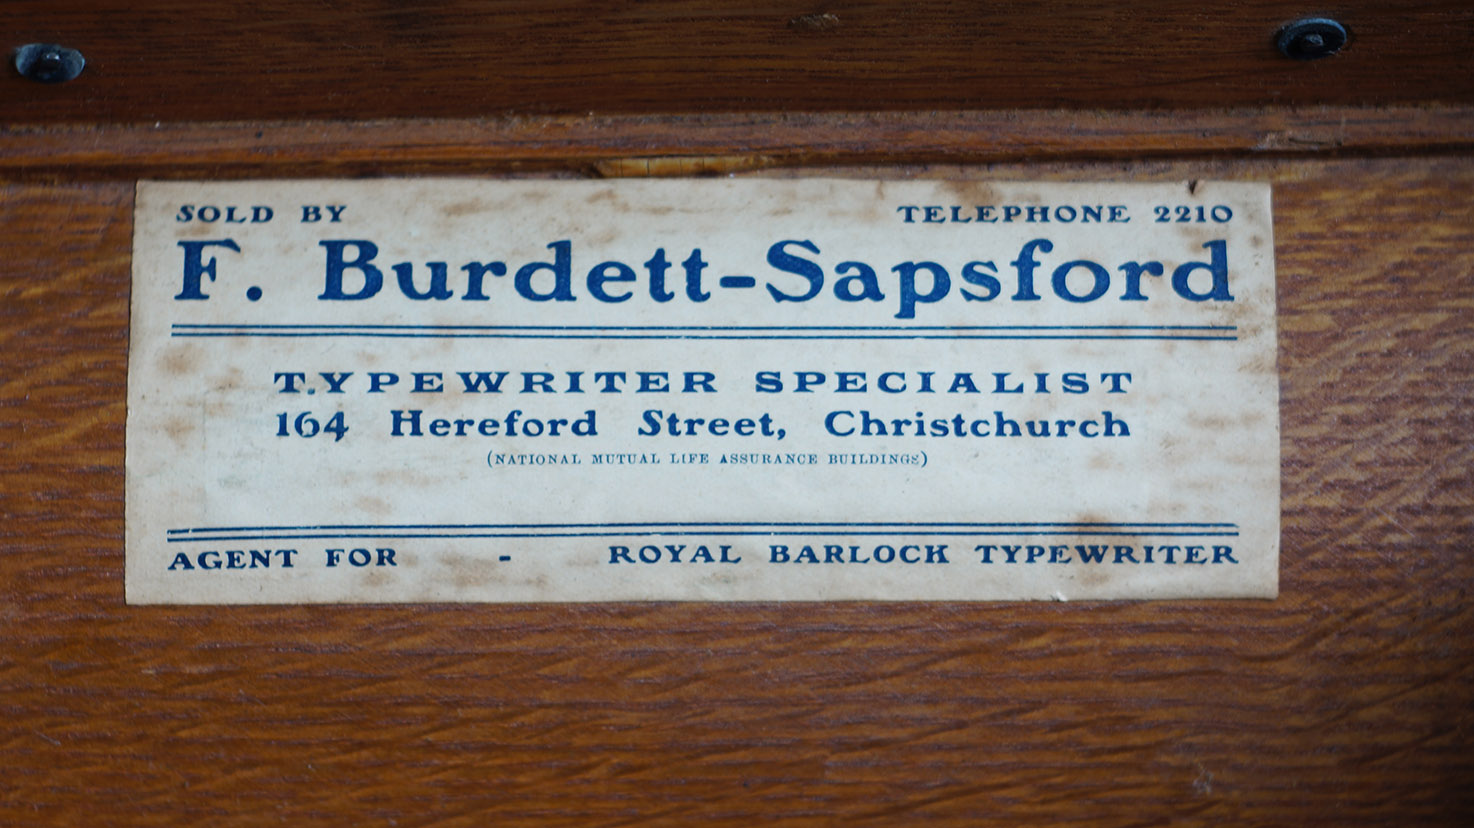 SOLD BY TELEPHONE 2210
F. Burdett-Sapsford
T.YPEWRITER SPECIALIST
164 Hereford Street, Christchurch
(NATIONAL MUTUAL LIFE ASSURANCE BUILDINGS)
AGENT FOR - ROYAL BARLOCK TYPEWRITER